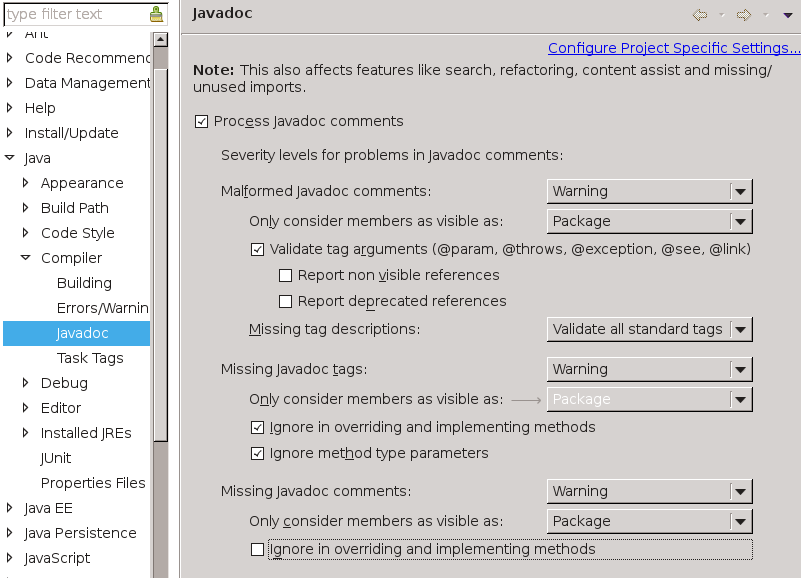 type filter text
Ant
Code Recommend
Data Management
Help
Install/Update
Java
Appearance
Build Path
Code Style
Compiler
Building
Errors/Warnin
Javadoc
Task Tags
Debug
Editor
Installed JREs
JUnit
Properties Files
Java EE
Java Persistence
JavaScript
Javadoc
Configure Project Specific Settings...
Note: This also affects features like search, refactoring, content assist and missing/
unused imports.
Process Javadoc comments
Severity levels for problems in Javadoc comments:
Malformed Javadoc comments: Warning
Only consider members as visible as: Package
Validate tag arguments (@param, @throws, @exception, @see, @link)
Report non visible references
Report deprecated references
Missing tag descriptions: Validate all standard tags
Missing Javadoc tags: Warning
Only consider members as visible as: Package
Ignore in overriding and implementing methods
Ignore method type parameters
Missing Javadoc comments: Warning
Only consider members as visible as: Package
Ignore in overriding and implementing methods